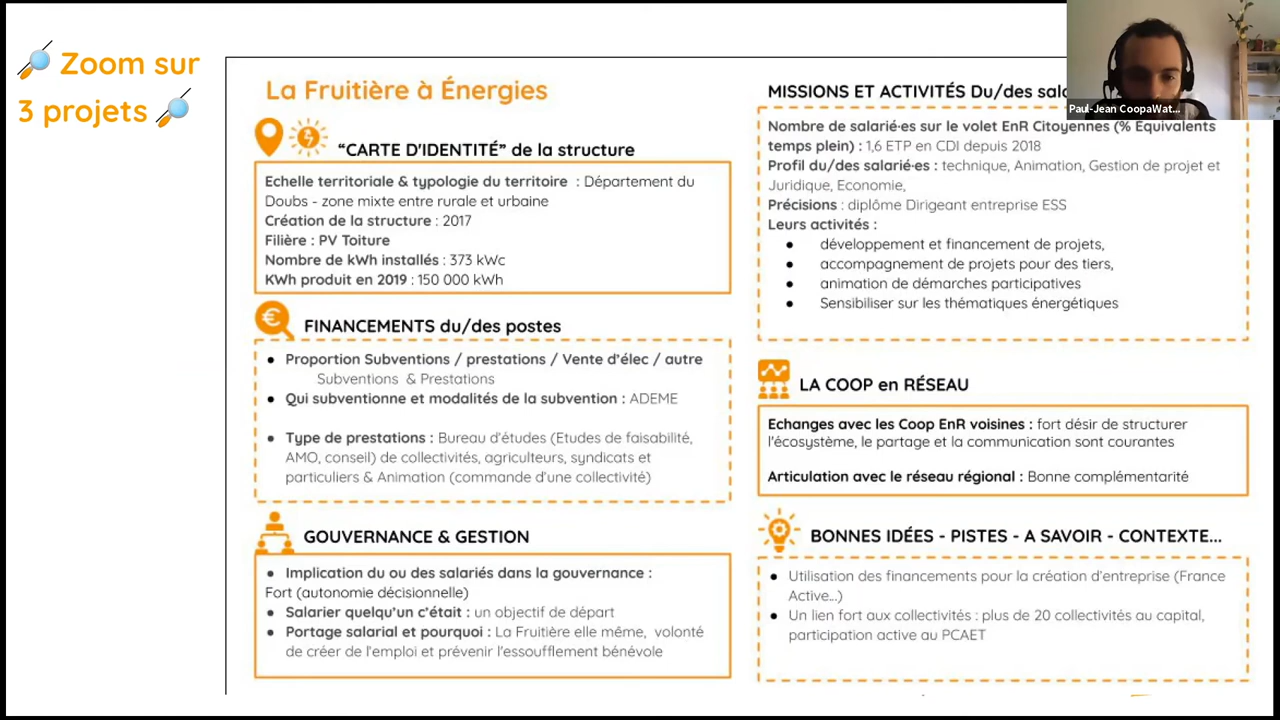 Zoom sur
3 projets
La Fruitière à Énergies
“CARTE D'IDENTITÉ” de la structure
Echelle territoriale & typologie du territoire : Département du
Doubs - zone mixte entre rurale et urbaine
Création de la structure : 2017
Filière : PV Toiture
Nombre de kWh installés : 373 kWc
KWh produit en 2019 : 150 000 kWh
FINANCEMENTS du/des postes
● Proportion Subventions / prestations / Vente d'élec / autre
Subventions & Prestations
● Qui subventionne et modalités de la subvention : ADEME
● Type de prestations : Bureau d'études (Etudes de faisabilité,
AMO, conseil) de collectivités, agriculteurs, syndicats et
particuliers & Animation (commande d'une collectivité)
GOUVERNANCE & GESTION
● Implication du ou des salariés dans la gouvernance :
Fort (autonomie décisionnelle)
● Salarier quelqu'un c'était : un objectif de départ
● Portage salarial et pourquoi : La Fruitière elle même, volonté
de créer de l'emploi et prévenir l'essoufflement bénévole
MISSIONS ET ACTIVITÉS Du/des
Paul-Jean CoopaWat...
Nombre de salarié·es sur le volet EnR Citoyennes (% Equivalents
temps plein) : 1,6 ETP en CDI depuis 2018
Profil du/des salarié·es : technique, Animation, Gestion de projet et
Juridique, Economie,
Précisions : diplôme Dirigeant entreprise ESS
Leurs activités :
● développement et financement de projets,
● accompagnement de projets pour des tiers,
● animation de démarches participatives
● Sensibiliser sur les thématiques énergétiques
LA COOP en RÉSEAU
Echanges avec les Coop EnR voisines : fort désir de structurer
l'écosystème, le partage et la communication sont courantes
Articulation avec le réseau régional : Bonne complémentarité
BONNES IDÉES - PISTES - A SAVOIR - CONTEXTE...
● Utilisation des financements pour la création d'entreprise (France
Active...)
● Un lien fort aux collectivités : plus de 20 collectivités au capital,
participation active au PCAET